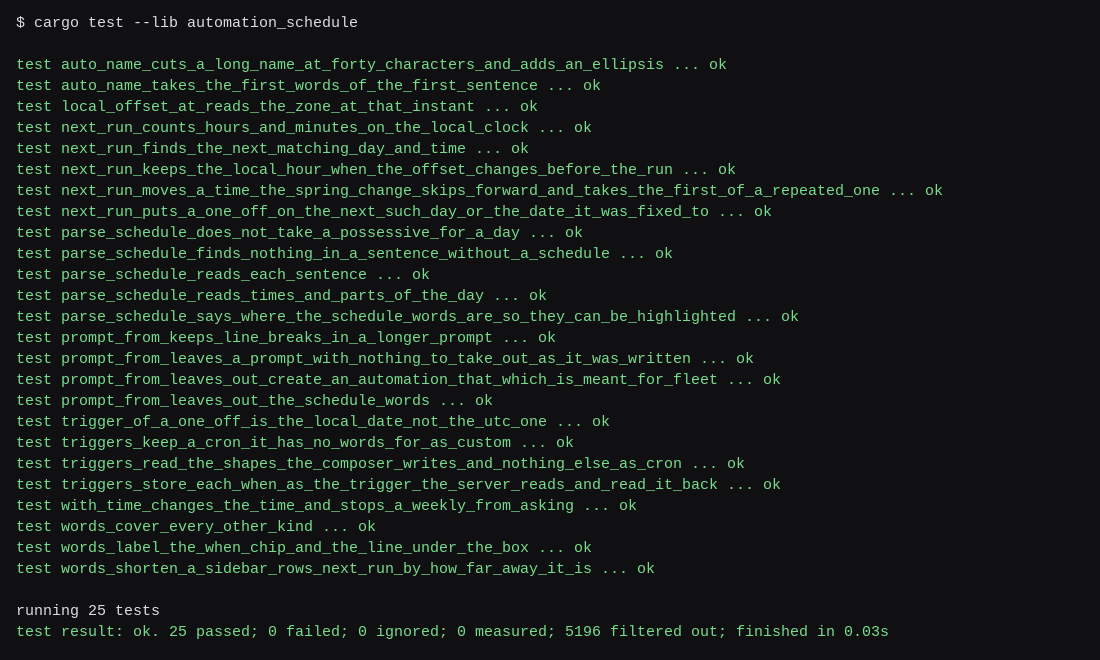 $ cargo test --lib automation_schedule
test auto_name_cuts_a_long_name_at_forty_characters_and_adds_an_ellipsis ... ok
test auto_name_takes_the_first_words_of_the_first_sentence ... ok
test local_offset_at_reads_the_zone_at_that_instant ... ok
test next_run_counts_hours_and_minutes_on_the_local_clock ... ok
test next_run_finds_the_next_matching_day_and_time ... ok
test next_run_keeps_the_local_hour_when_the_offset_changes_before_the_run ... ok
test next_run_moves_a_time_the_spring_change_skips_forward_and_takes_the_first_of_a_repeated_one ... ok
test next_run_puts_a_one_off_on_the_next_such_day_or_the_date_it_was_fixed_to ... ok
test parse_schedule_does_not_take_a_possessive_for_a_day ... ok
test parse_schedule_finds_nothing_in_a_sentence_without_a_schedule ... ok
test parse_schedule_reads_each_sentence ... ok
test parse_schedule_reads_times_and_parts_of_the_day ... ok
test parse_schedule_says_where_the_schedule_words_are_so_they_can_be_highlighted ... ok
test prompt_from_keeps_line_breaks_in_a_longer_prompt ... ok
test prompt_from_leaves_a_prompt_with_nothing_to_take_out_as_it_was_written ... ok
test prompt_from_leaves_out_create_an_automation_that_which_is_meant_for_fleet ... ok
test prompt_from_leaves_out_the_schedule_words ... ok
test trigger_of_a_one_off_is_the_local_date_not_the_utc_one ... ok
test triggers_keep_a_cron_it_has_no_words_for_as_custom ... ok
test triggers_read_the_shapes_the_composer_writes_and_nothing_else_as_cron ... ok
test triggers_store_each_when_as_the_trigger_the_server_reads_and_read_it_back ... ok
test with_time_changes_the_time_and_stops_a_weekly_from_asking ... ok
test words_cover_every_other_kind ... ok
test words_label_the_when_chip_and_the_line_under_the_box ... ok
test words_shorten_a_sidebar_rows_next_run_by_how_far_away_it_is ... ok
running 25 tests
test result: ok. 25 passed; 0 failed; 0 ignored; 0 measured; 5196 filtered out; finished in 0.03s